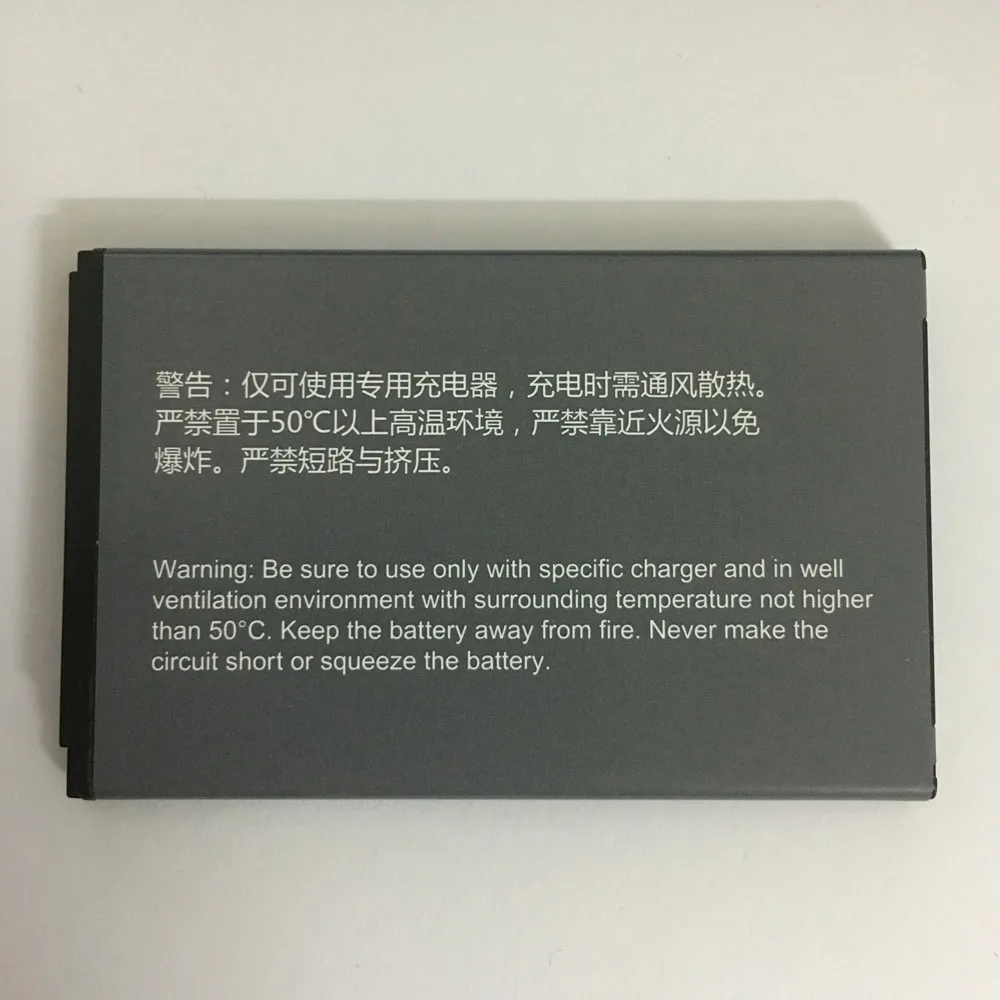 警告：仅可使用专用充电器，充电时需通风散热。
严禁置于50℃以上高温环境，严禁靠近火源以免
爆炸。严禁短路与挤压。
Warning: Be sure to use only with specific charger and in well
ventilation environment with surrounding temperature not higher
than 50°C. Keep the battery away from fire. Never make the
circuit short or squeeze the battery.